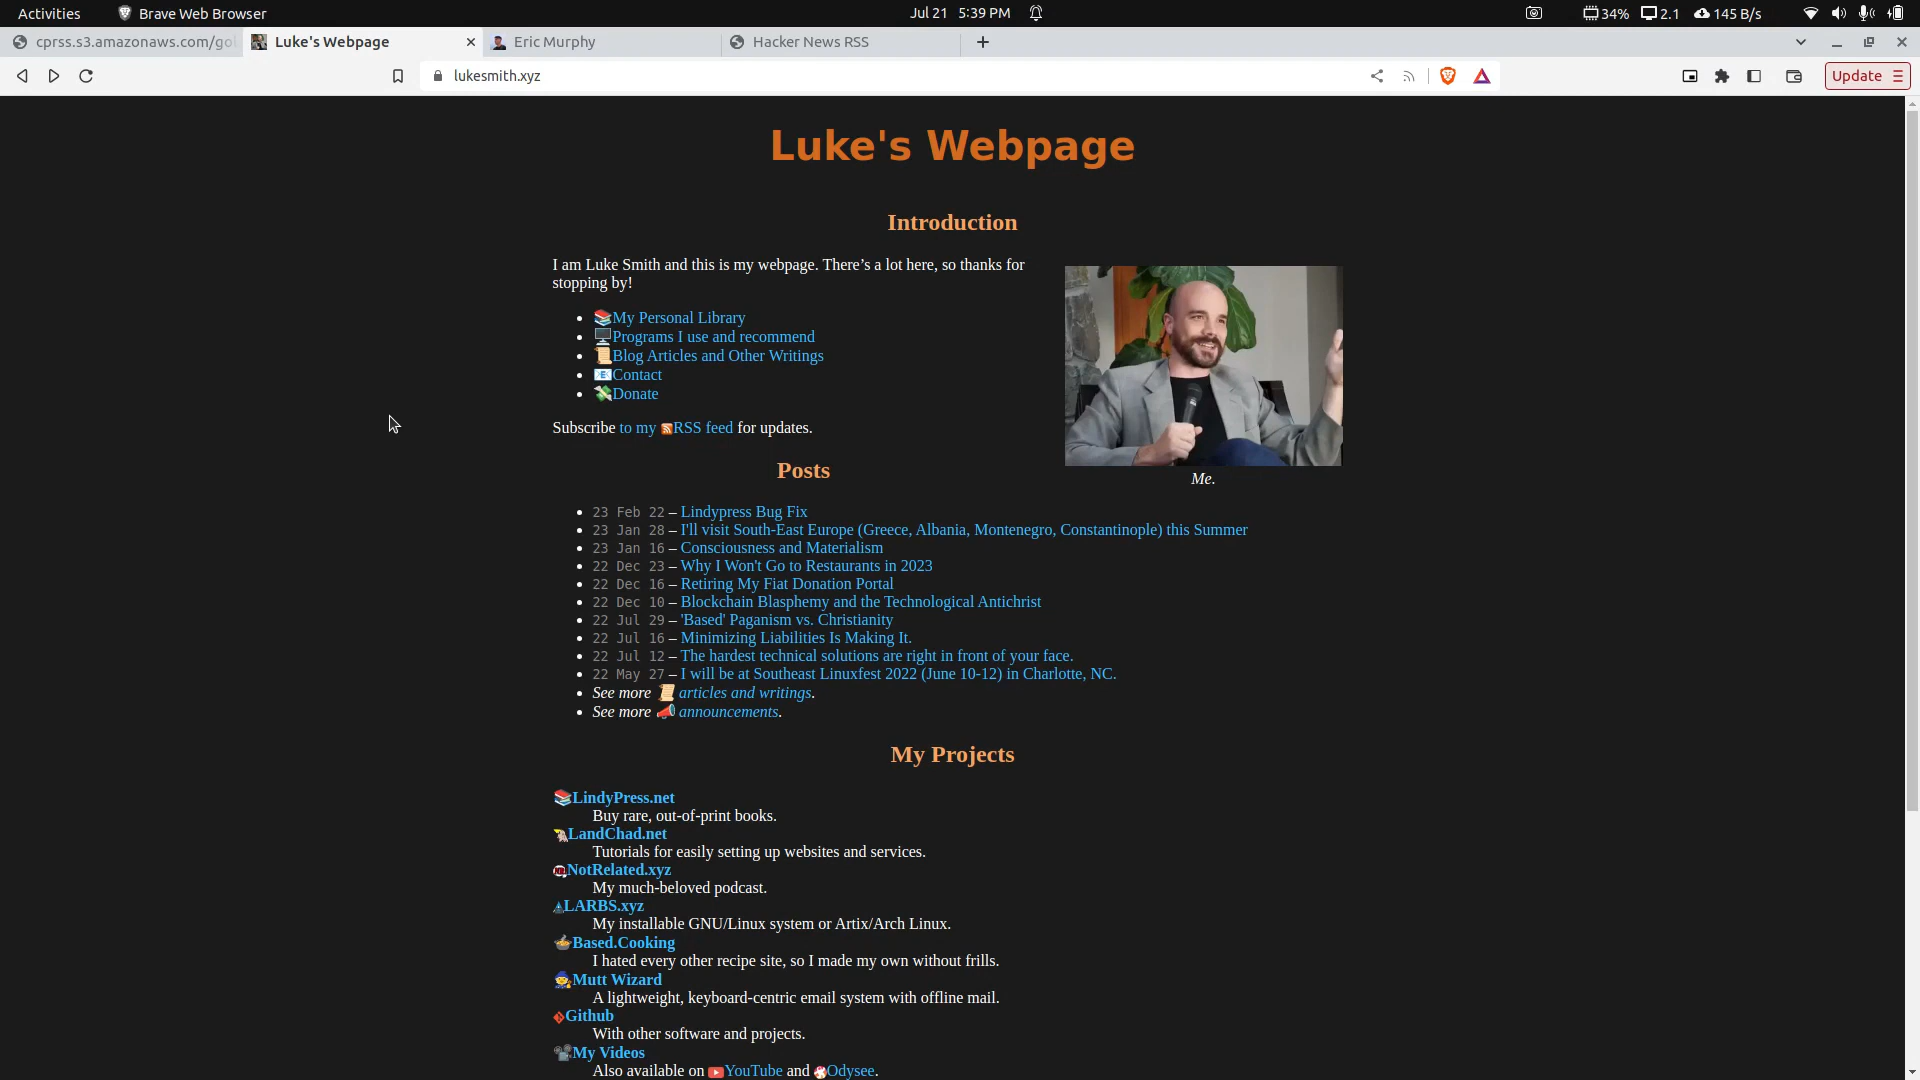 Activities Brave Web Browser Jul 21 5:39 PM 34% 2.1 145 B/s
cprss.s3.amazonaws.com/go Luke's Webpage Eric Murphy Hacker News RSS
lukesmith.xyz Update
Luke's Webpage
Introduction
I am Luke Smith and this is my webpage. There’s a lot here, so thanks for
stopping by!
My Personal Library
Programs I use and recommend
Blog Articles and Other Writings
Contact
Donate
Subscribe to my RSS feed for updates.
Me.
Posts
23 Feb 22 – Lindypress Bug Fix
23 Jan 28 – I'll visit South-East Europe (Greece, Albania, Montenegro, Constantinople) this Summer
23 Jan 16 – Consciousness and Materialism
22 Dec 23 – Why I Won't Go to Restaurants in 2023
22 Dec 16 – Retiring My Fiat Donation Portal
22 Dec 10 – Blockchain Blasphemy and the Technological Antichrist
22 Jul 29 – 'Based' Paganism vs. Christianity
22 Jul 16 – Minimizing Liabilities Is Making It.
22 Jul 12 – The hardest technical solutions are right in front of your face.
22 May 27 – I will be at Southeast Linuxfest 2022 (June 10-12) in Charlotte, NC.
See more articles and writings.
See more announcements.
My Projects
LindyPress.net
Buy rare, out-of-print books.
LandChad.net
Tutorials for easily setting up websites and services.
NotRelated.xyz
My much-beloved podcast.
LARBS.xyz
My installable GNU/Linux system or Artix/Arch Linux.
Based.Cooking
I hated every other recipe site, so I made my own without frills.
Mutt Wizard
A lightweight, keyboard-centric email system with offline mail.
Github
With other software and projects.
My Videos
Also available on YouTube and Odysee.